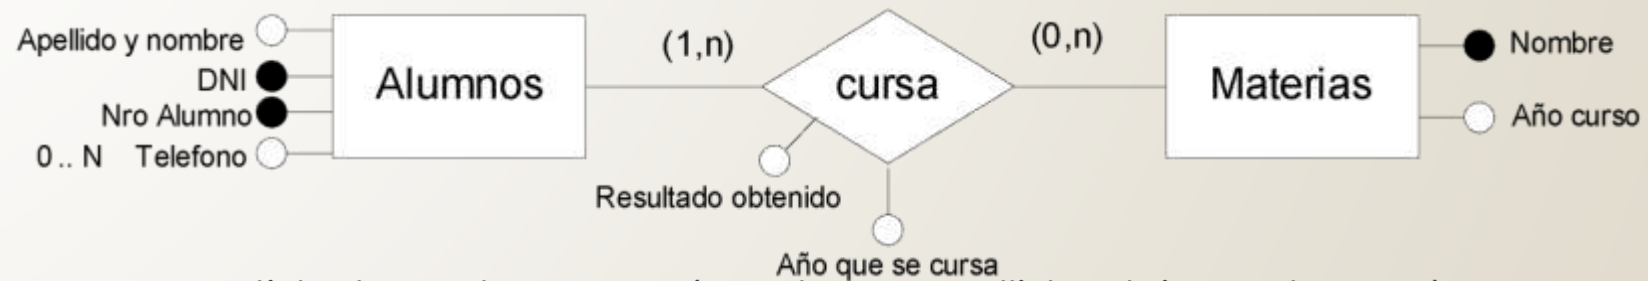 Apellido y nombre
DNI
Nro Alumno
0 .. N Telefono
Alumnos
(1,n)
cursa
(0,n)
Materias
Nombre
Año curso
Resultado obtenido
Año que se cursa